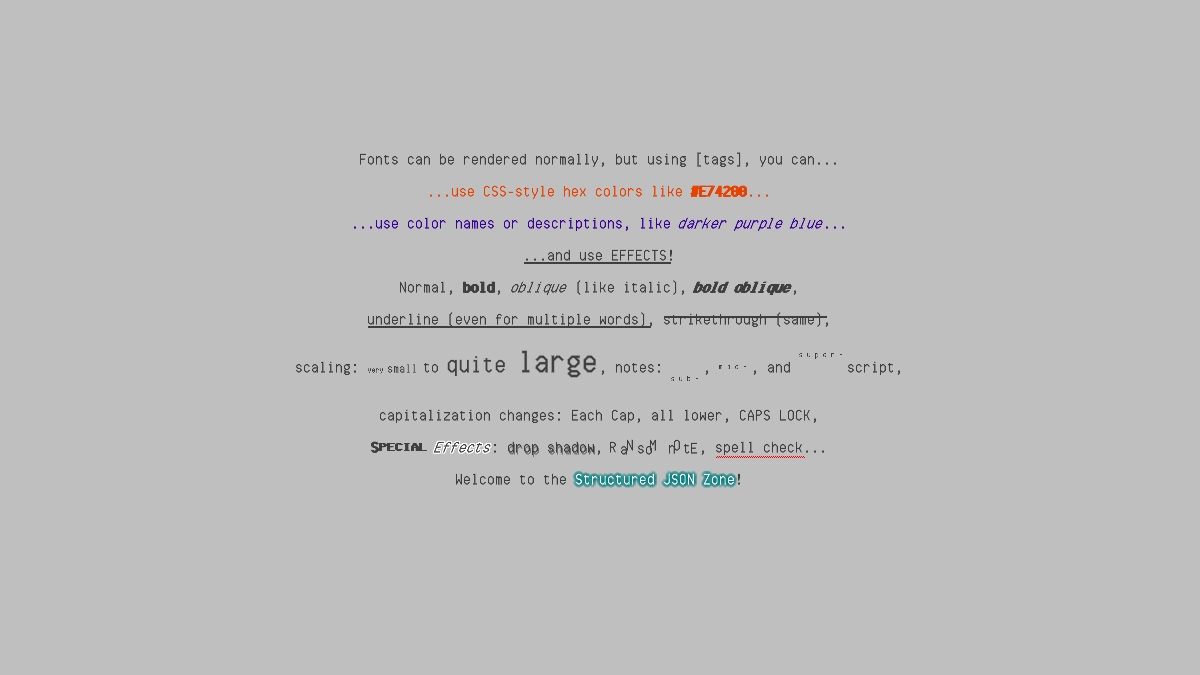 Fonts can be rendered normally, but using [tags], you can...
...use CSS-style hex colors like #E74200...
...use color names or descriptions, like darker purple blue...
...and use EFFECTS!
Normal, bold, oblique (like italic), bold oblique,
underline (even for multiple words), strikethrough (same),
scaling: very small to quite large, notes: sub-, mid-, and super-script,
capitalization changes: Each Cap, all lower, CAPS LOCK,
SPECIAL Effects: drop shadow, RaNsoM nOtE, spell check...
Welcome to the Structured JSON Zone!